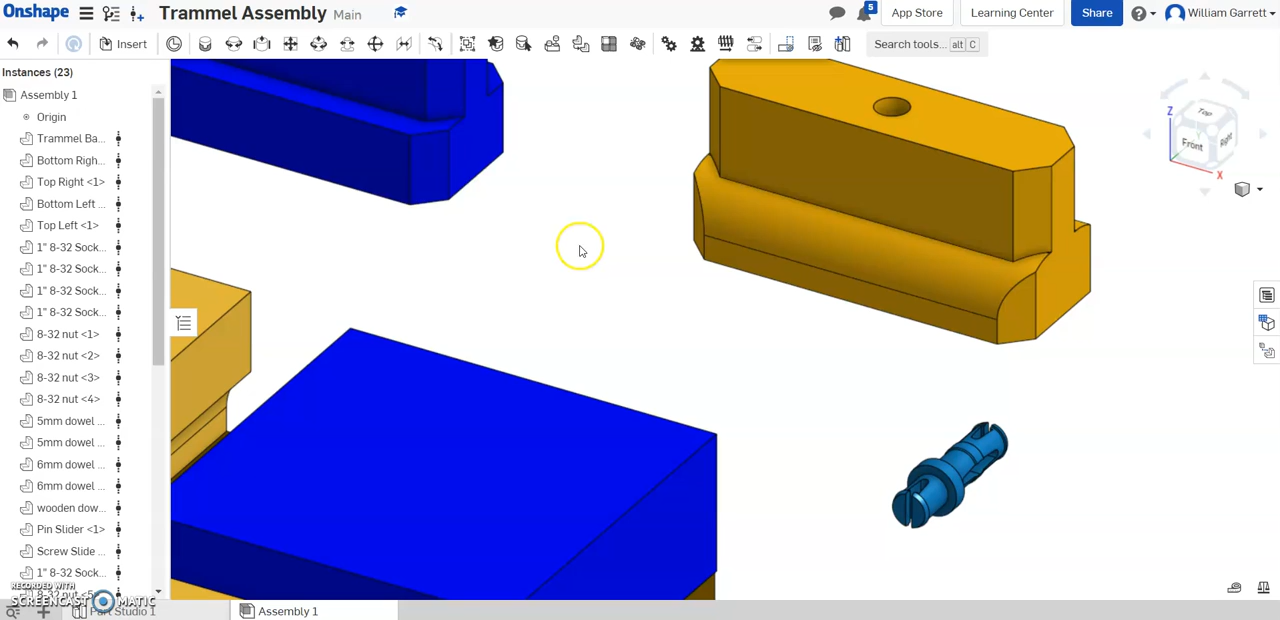 Onshape Trammel Assembly Main 5 App Store Learning Center Share William Garrett
Insert Search tools... alt C
Instances (23)
Assembly 1
Origin
Trammel Ba...
Bottom Righ...
Top Right <1>
Bottom Left ...
Top Left <1>
1" 8-32 Sock...
1" 8-32 Sock...
1" 8-32 Sock...
1" 8-32 Sock...
8-32 nut <1>
8-32 nut <2>
8-32 nut <3>
8-32 nut <4>
5mm dowel ...
5mm dowel ...
6mm dowel ...
6mm dowel ...
wooden dow...
Pin Slider <1>
Screw Slide ...
1" 8-32 Sock...
Z Top Front Right X
RECORDED WITH
SCREENCAST MATIC
Part Studio 1 Assembly 1